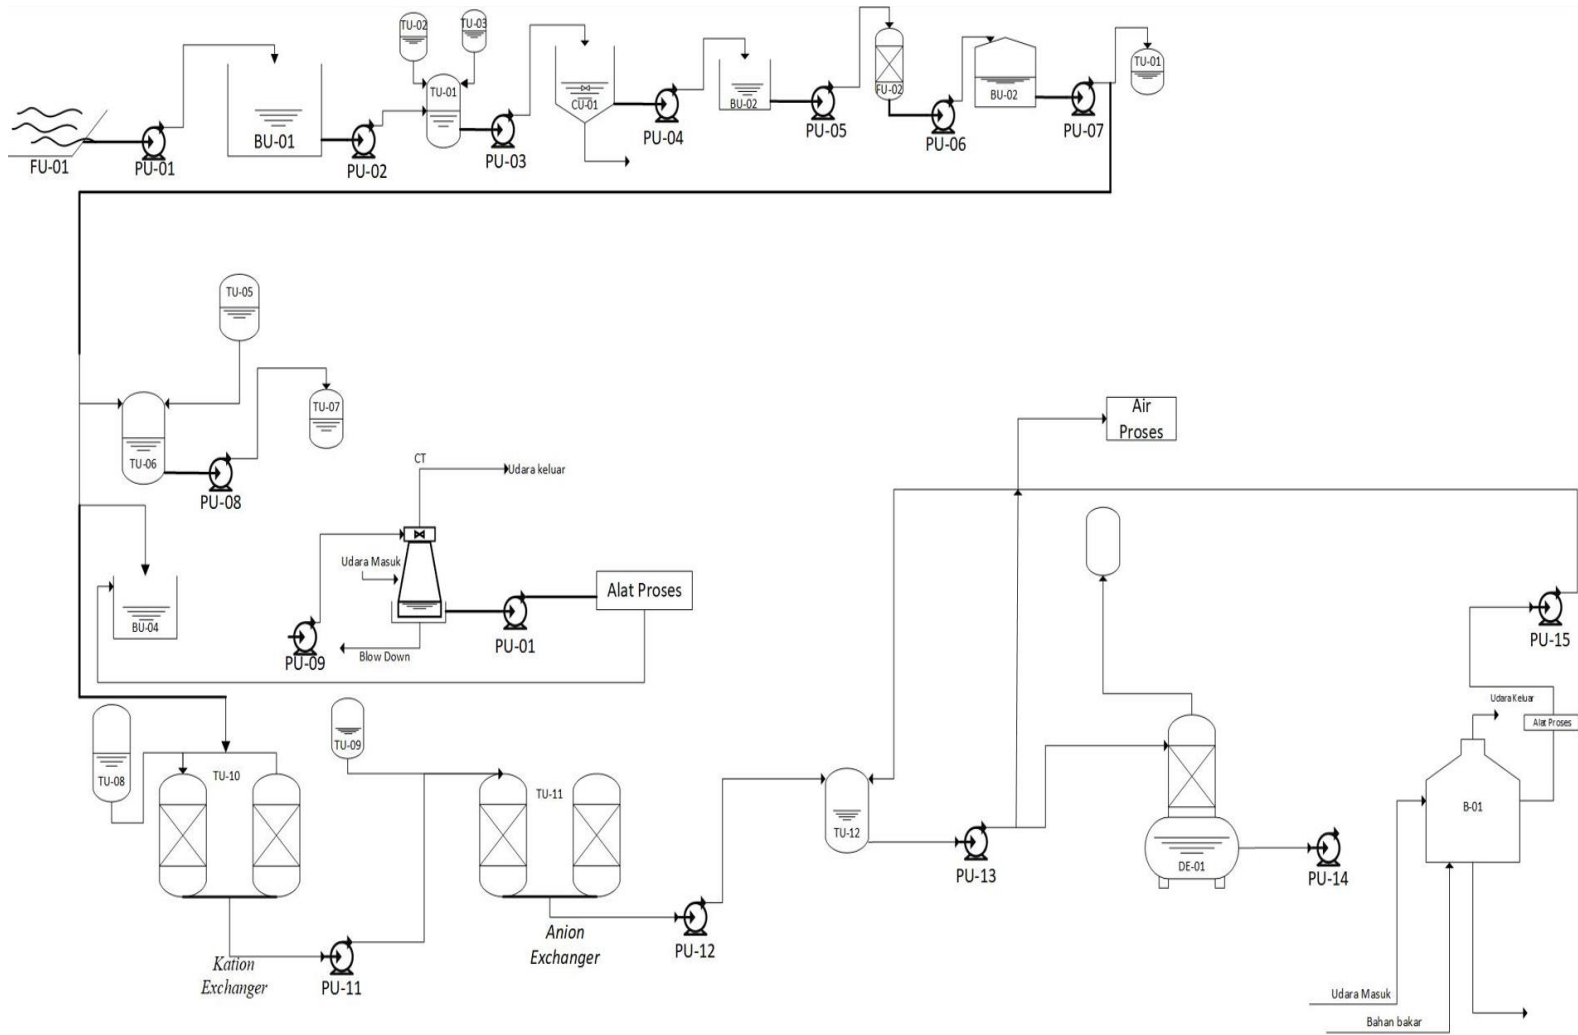 TU-02
TU-03
TU-01
TU-01
FU-01
PU-01
BU-01
PU-02
PU-03
CU-01
PU-04
BU-02
PU-05
FU-02
PU-06
BU-02
PU-07
TU-05
TU-07
TU-06
PU-08
CT
Udara keluar
Air
Proses
Udara Masuk
Alat Proses
BU-04
PU-09
Blow Down
PU-01
PU-15
Udara Keluar
Alat Proses
TU-08
TU-10
TU-09
TU-11
TU-12
PU-13
B-01
DE-01
PU-14
Kation
Exchanger
PU-11
Anion
Exchanger
PU-12
Udara Masuk
Bahan bakar